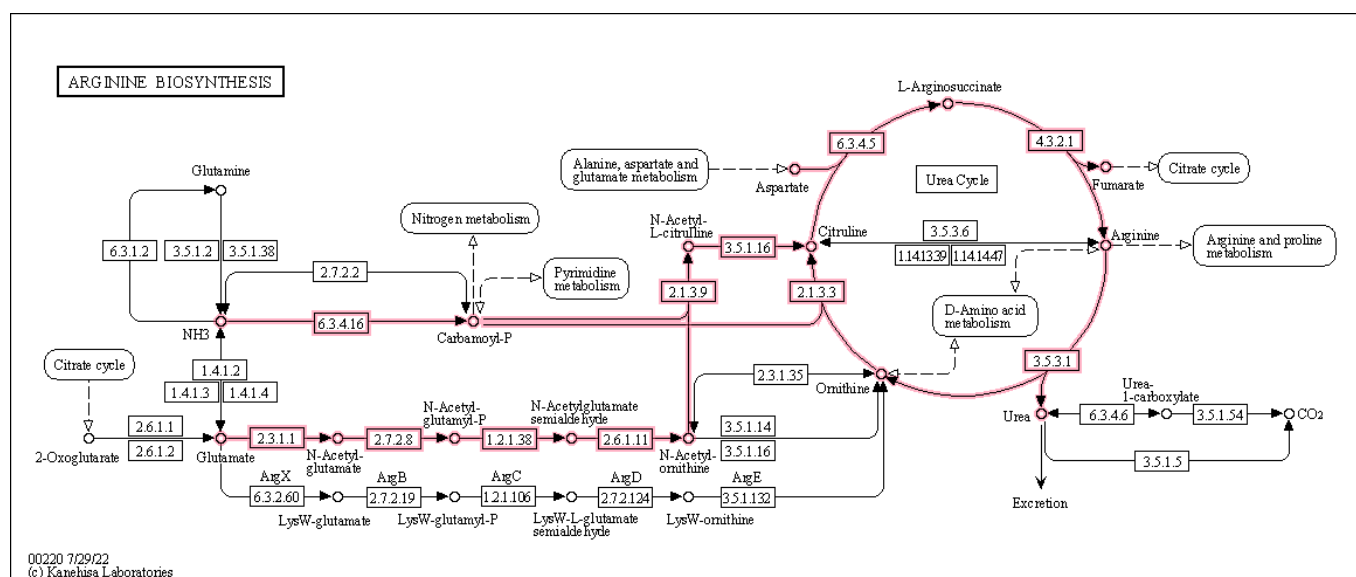 ARGININE BIOSYNTHESIS
L-Arginosuccinate
6.3.4.5
4.3.2.1
Alanine, aspartate and
glutamate metabolism
Aspartate
Urea Cycle
Fumarate
Citrate cycle
Glutamine
Nitrogen metabolism
N-Acetyl-
L-citrulline
3.5.1.16
Citruline
3.5.3.6
1.14.13.39
1.14.14.47
Arginine
Arginine and proline
metabolism
6.3.1.2
3.5.1.2
3.5.1.38
2.7.2.2
Pyrimidine
metabolism
2.1.3.9
2.1.3.3
D-Amino acid
metabolism
NH3
6.3.4.16
Carbamoyl-P
Citrate cycle
1.4.1.2
1.4.1.3
1.4.1.4
2.3.1.35
Ornithine
3.5.3.1
Urea
Urea-
1-carboxylate
6.3.4.6
3.5.1.54
CO2
3.5.1.5
Excretion
N-Acetyl-
glutamyl-P
N-Acetylglutamate
semialdehyde
2-Oxoglutarate
2.6.1.1
2.6.1.2
Glutamate
2.3.1.1
N-Acetyl-
glutamate
2.7.2.8
1.2.1.38
2.6.1.11
N-Acetyl-
ornithine
3.5.1.14
3.5.1.16
ArgX
ArgB
ArgC
ArgD
ArgE
6.3.2.60
2.7.2.19
1.2.1.106
2.7.2.124
3.5.1.132
LysW-glutamate
LysW-glutamyl-P
LysW-L-glutamate
semialdehyde
LysW-ornithine
00220 7/29/22
(c) Kanehisa Laboratories